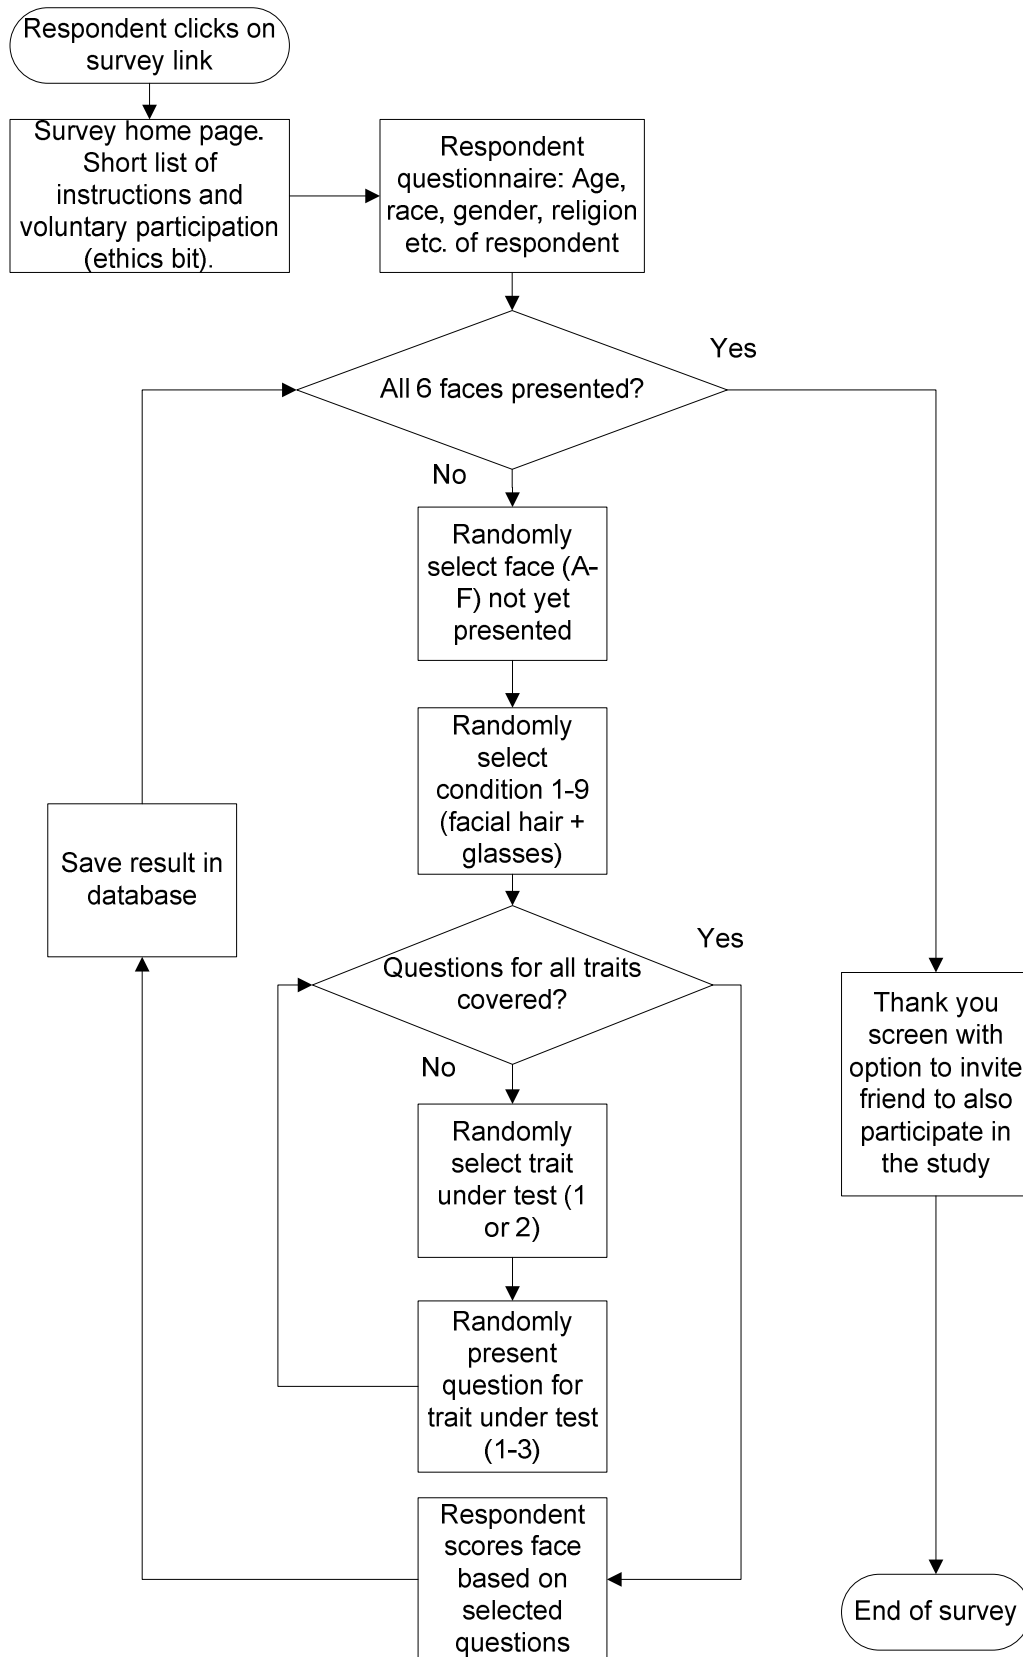 Respondent clicks on
survey link
Survey home page.
Short list of
instructions and
voluntary participation
(ethics bit).
Respondent
questionnaire: Age,
race, gender, religion
etc. of respondent
All 6 faces presented?
Yes
No
Randomly
select face (A-
F) not yet
presented
Randomly
select
condition 1-9
(facial hair +
glasses)
Save result in
database
Questions for all traits
covered?
Yes
No
Thank you
screen with
option to invite
friend to also
participate in
the study
Randomly
select trait
under test (1
or 2)
Randomly
present
question for
trait under test
(1-3)
Respondent
scores face
based on
selected
questions
End of survey